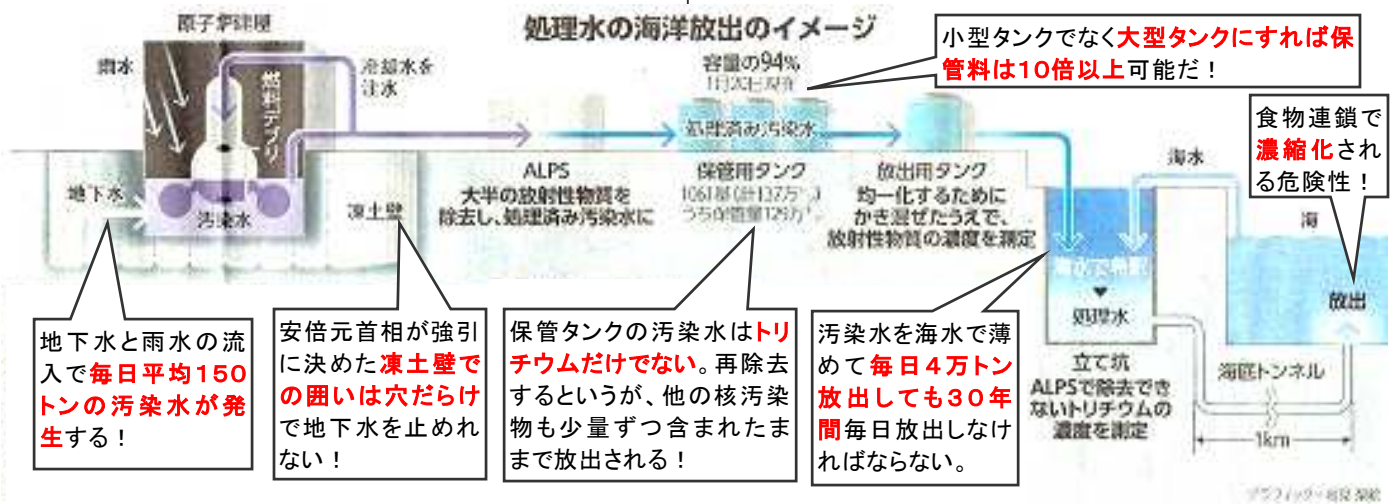 処理水の海洋放出のイメージ
原子炉建屋
雨水
冷却水を
注水
燃料デブリ
地下水
汚染水
凍土壁
ALPS
大半の放射性物質を
除去し、処理済み汚染水に
容量の94%
処理済み汚染水
保管用タンク
放出用タンク
均一化するために
かき混ぜたうえで、
放射性物質の濃度を測定
海水
海
海水で希釈
処理水
放出
立て坑
ALPSで除去でき
ないトリチウムの
濃度を測定
海底トンネル
1km
小型タンクでなく大型タンクにすれば保
管料は10倍以上可能だ！
食物連鎖で
濃縮化され
る危険性！
地下水と雨水の流
入で毎日平均150
トンの汚染水が発
生する！
安倍元首相が強引
に決めた凍土壁で
の囲いは穴だらけ
で地下水を止めれ
ない！
保管タンクの汚染水はトリ
チウムだけでない。再除去
するというが、他の核汚染
物も少量ずつ含まれたま
まで放出される！
汚染水を海水で薄
めて毎日4万トン
放出しても30年
間毎日放出しなけ
ればならない。